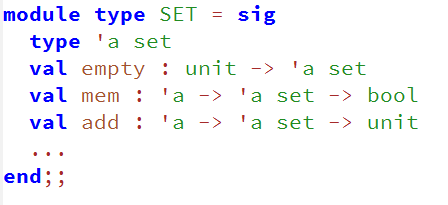 module type SET = sig
  type 'a set
  val empty : unit -> 'a set
  val mem : 'a -> 'a set -> bool
  val add : 'a -> 'a set -> unit
  ...
end;;